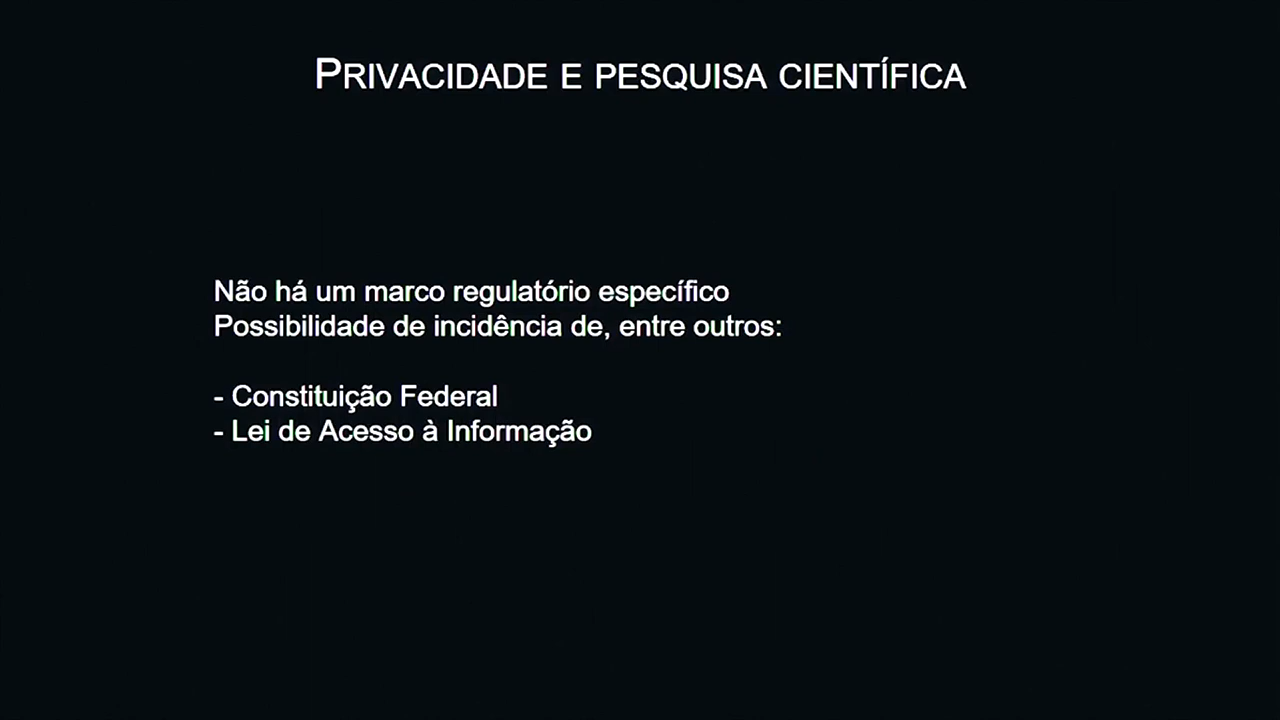 PRIVACIDADE E PESQUISA CIENTÍFICA
Não há um marco regulatório específico
Possibilidade de incidência de, entre outros:
- Constituição Federal
- Lei de Acesso à Informação